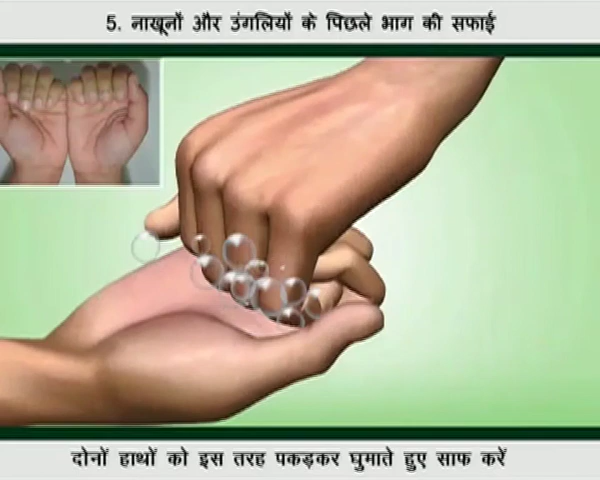 5. नाखूनों और उंगलियों के पिछले भाग की सफाई
दोनों हाथों को इस तरह पकड़कर घुमाते हुए साफ करें